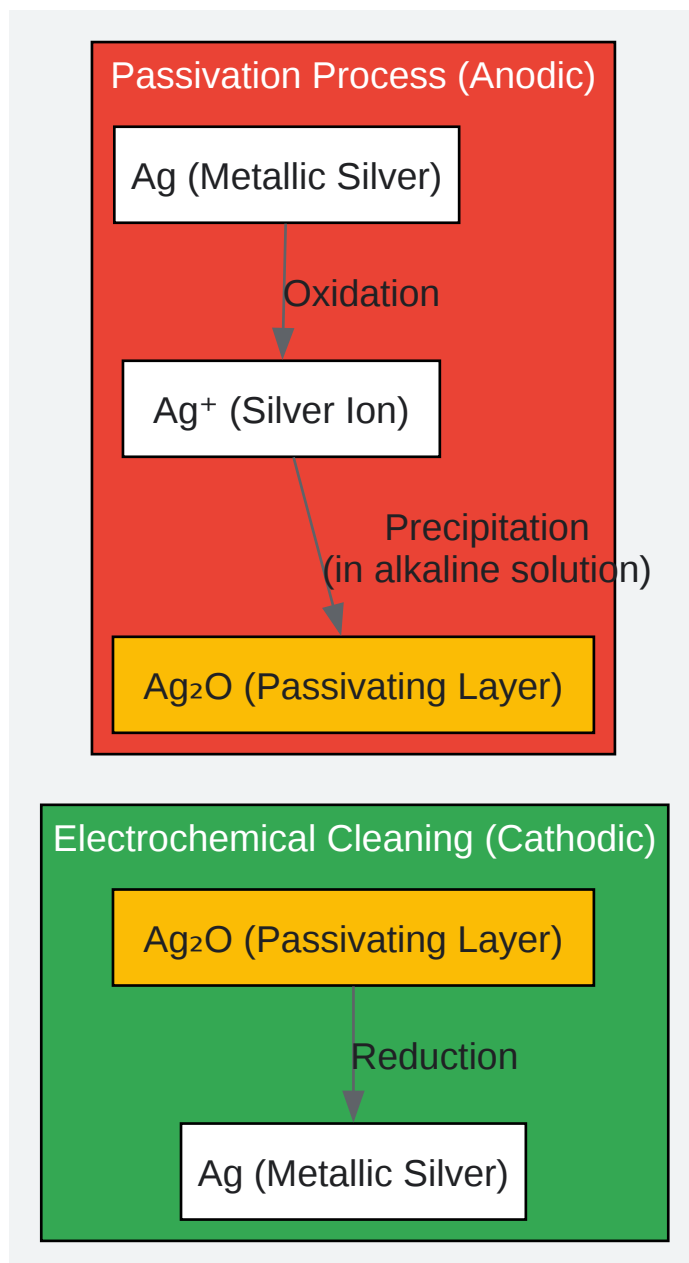 Passivation Process (Anodic)
Ag (Metallic Silver)
Oxidation
Ag⁺ (Silver Ion)
Precipitation
(in alkaline solution)
Ag₂O (Passivating Layer)
Electrochemical Cleaning (Cathodic)
Ag₂O (Passivating Layer)
Reduction
Ag (Metallic Silver)